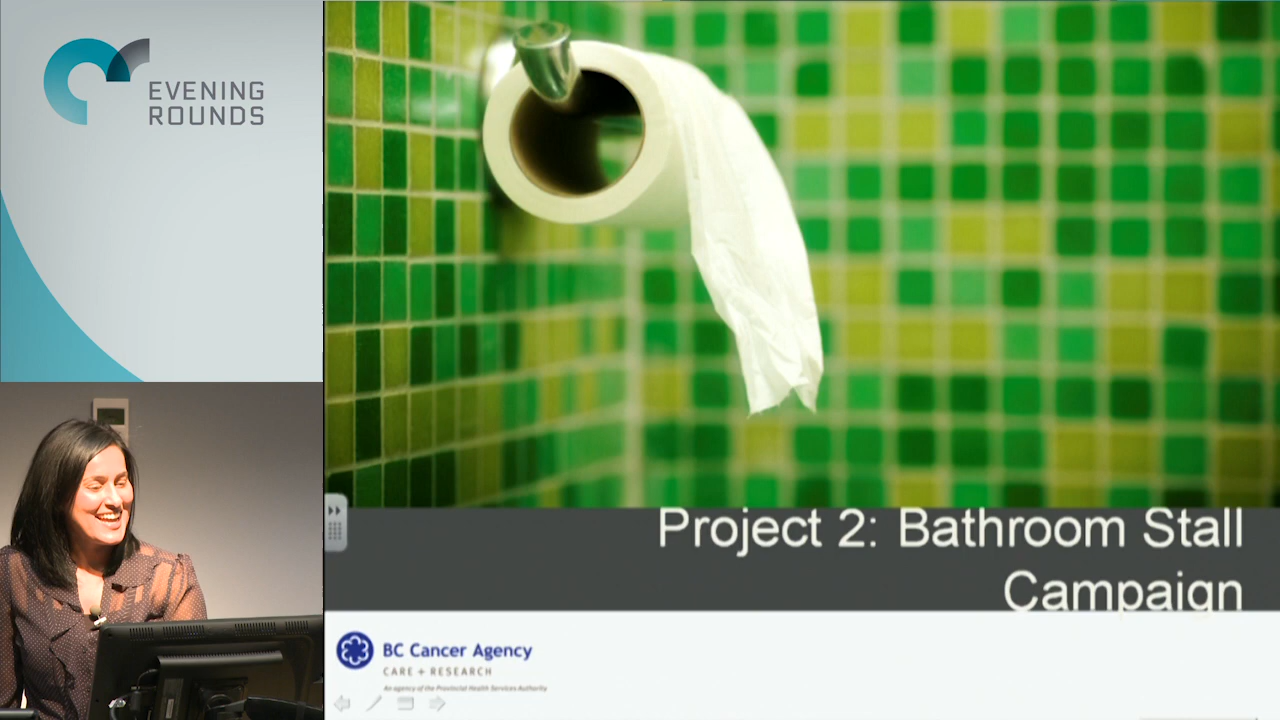 EVENING
ROUNDS
Project 2: Bathroom Stall
Campaign
BC Cancer Agency
CARE + RESEARCH
An agency of the Provincial Health Services Authority